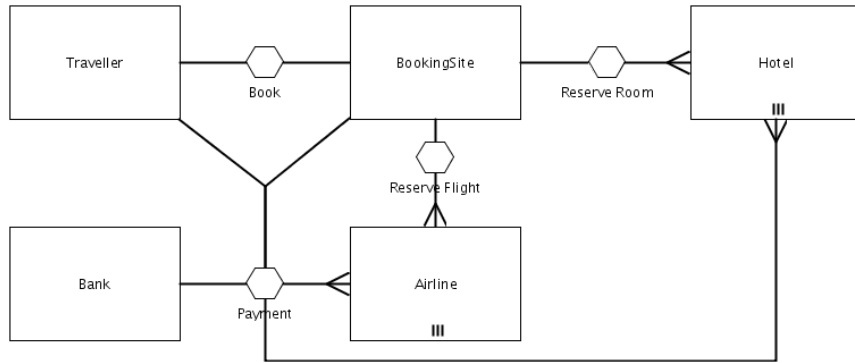 Traveller
BookingSite
Hotel
Book
Reserve Room
Reserve Flight
Bank
Airline
Payment